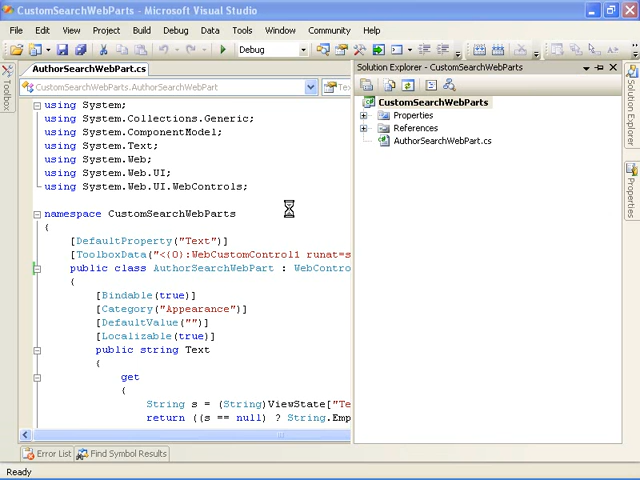 CustomSearchWebParts - Microsoft Visual Studio
File Edit View Project Build Debug Data Tools Window Community Help
Debug
AuthorSearchWebPart.cs
CustomSearchWebParts.AuthorSearchWebPart
Toolbox
using System;
using System.Collections.Generic;
using System.ComponentModel;
using System.Text;
using System.Web;
using System.Web.UI;
using System.Web.UI.WebControls;
namespace CustomSearchWebParts
{
[DefaultProperty("Text")]
[ToolboxData("<{0}:WebCustomControl1 runat=s
public class AuthorSearchWebPart : WebContro
{
[Bindable(true)]
[Category("Appearance")]
[DefaultValue("")]
[Localizable(true)]
public string Text
{
get
{
String s = (String)ViewState["Te
return ((s == null) ? String.Emp
Solution Explorer - CustomSearchWebParts
CustomSearchWebParts
Properties
References
AuthorSearchWebPart.cs
Solution Explorer
Properties
Error List
Find Symbol Results
Ready